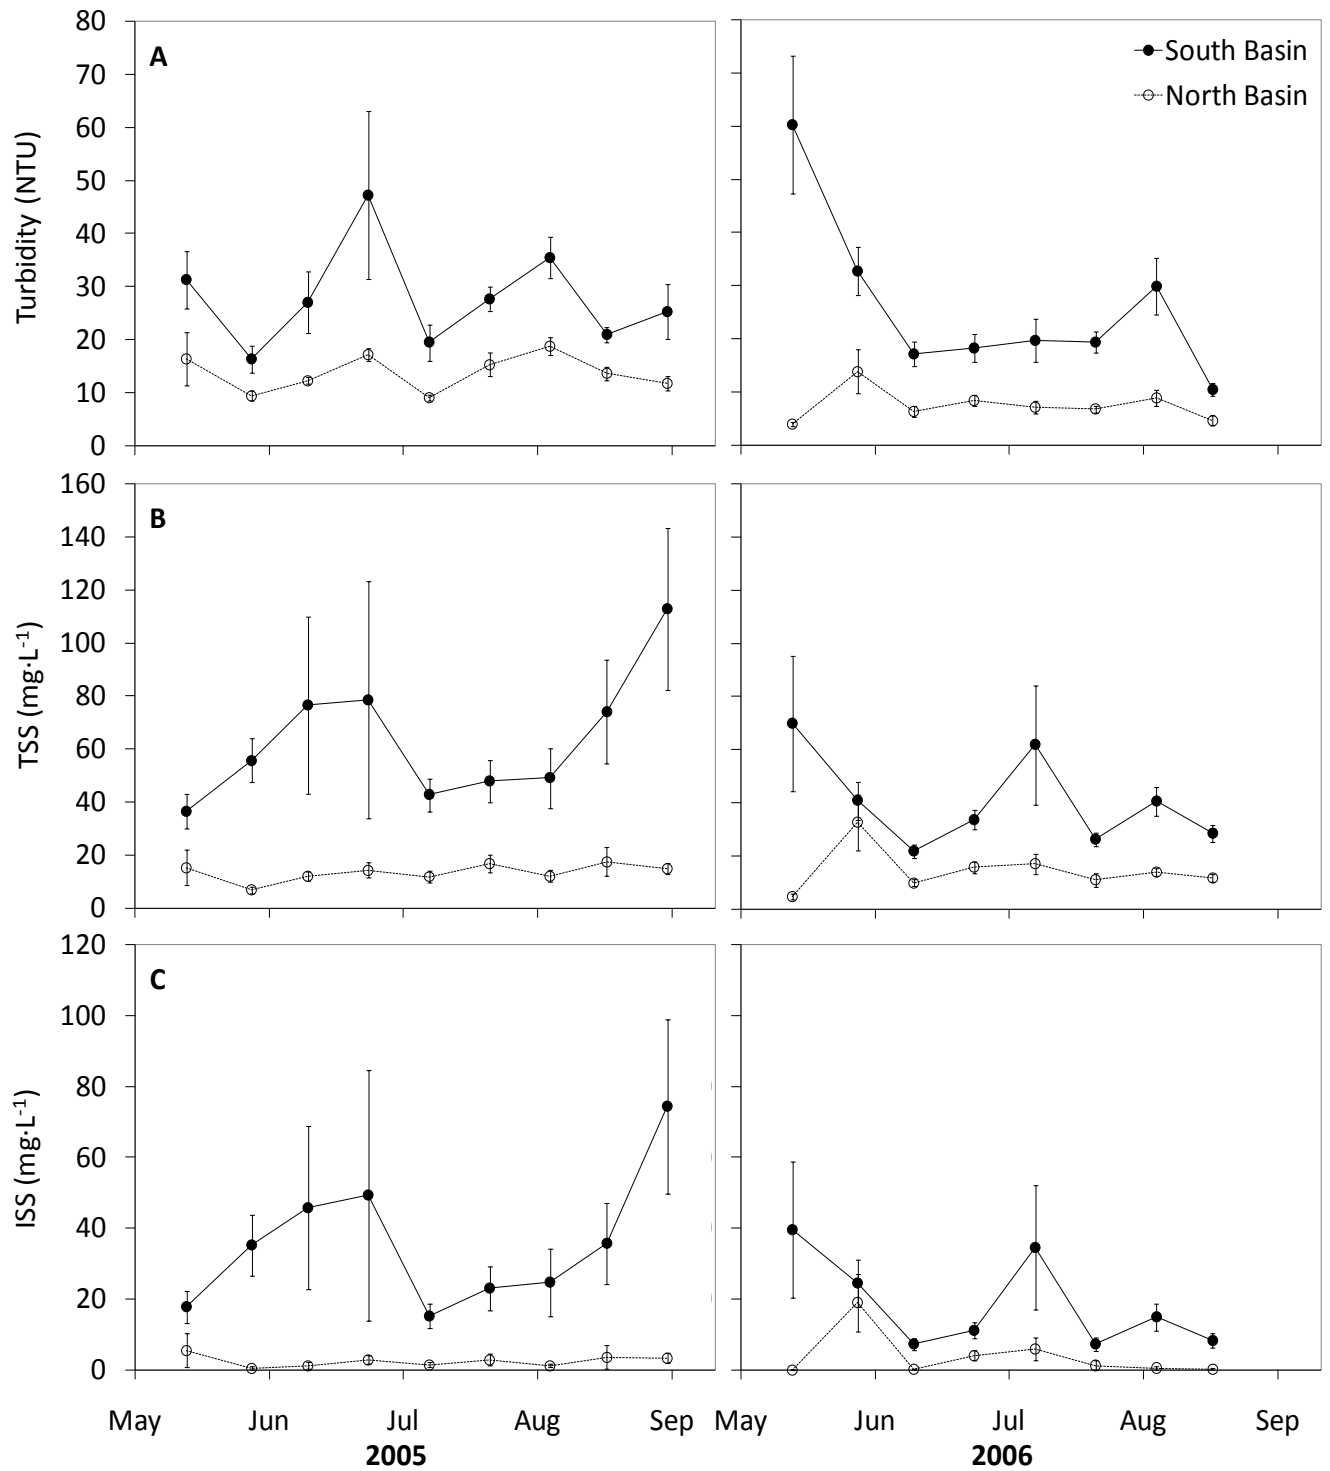 A
South Basin
North Basin
Turbidity (NTU)
80
70
60
50
40
30
20
10
0
B
TSS (mg·L-1)
160
140
120
100
80
60
40
20
0
C
ISS (mg·L-1)
120
100
80
60
40
20
0
May Jun Jul Aug Sep May Jun Jul Aug Sep
2005 2006